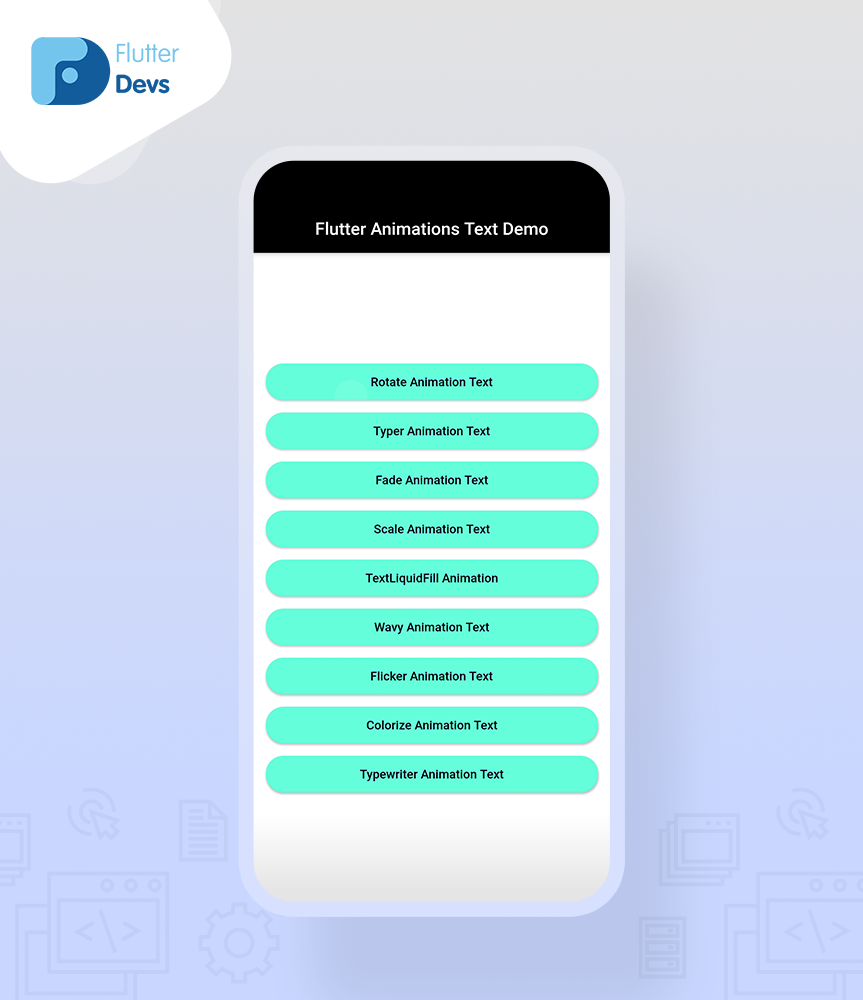 Flutter
Devs
Flutter Animations Text Demo
Rotate Animation Text
Typer Animation Text
Fade Animation Text
Scale Animation Text
TextLiquidFill Animation
Wavy Animation Text
Flicker Animation Text
Colorize Animation Text
Typewriter Animation Text